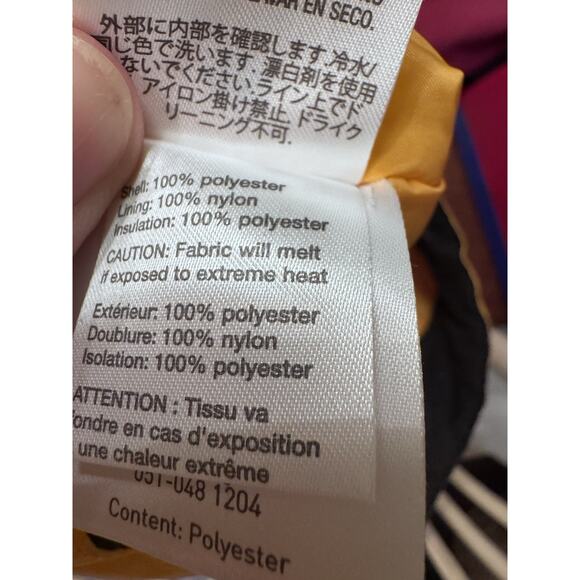 EN SECO.
外部に内部を確認します.冷水/
同じ色で洗います 漂白剤を使用
ないでください.ライン上でド
アイロン掛け禁止.ドライク
リーニング不可.
Shell: 100% polyester
Lining: 100% nylon
Insulation: 100% polyester
CAUTION: Fabric will melt
if exposed to extreme heat
Extérieur: 100% polyester
Doublure: 100% nylon
Isolation: 100% polyester
ATTENTION : Tissu va
fondre en cas d'exposition
une chaleur extrême
051-048 1204
Content: Polyester